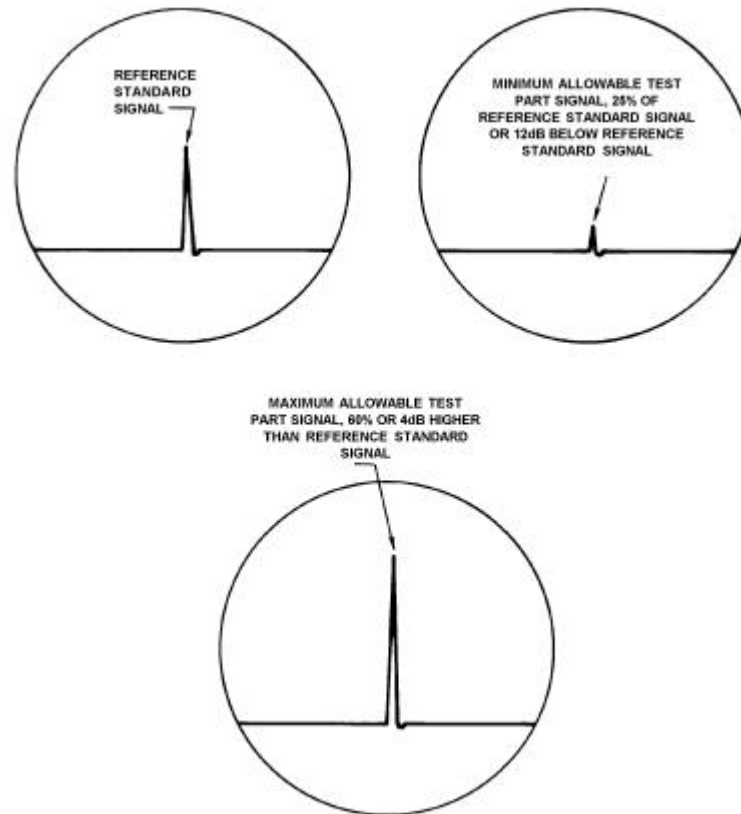 REFERENCE
STANDARD
SIGNAL
MINIMUM ALLOWABLE TEST
PART SIGNAL, 25% OF
REFERENCE STANDARD SIGNAL
OR 12dB BELOW REFERENCE
STANDARD SIGNAL
MAXIMUM ALLOWABLE TEST
PART SIGNAL, 60% OR 4dB HIGHER
THAN REFERENCE STANDARD
SIGNAL